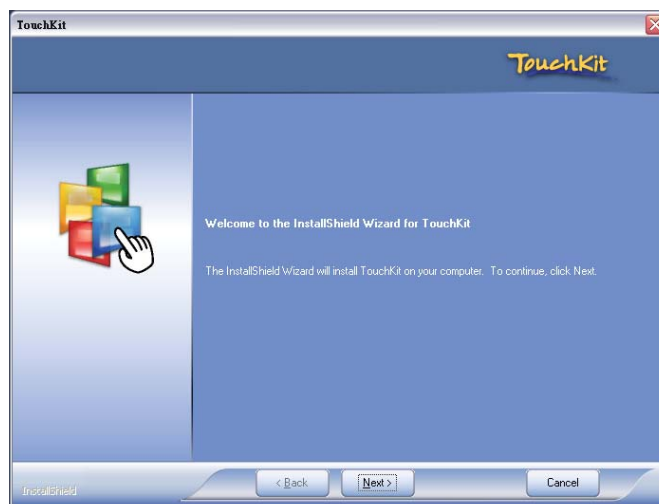 TouchKit
TouchKit
Welcome to the InstallShield Wizard for TouchKit
The InstallShield Wizard will install TouchKit on your computer. To continue, click Next.
InstallShield
< Back
Next >
Cancel